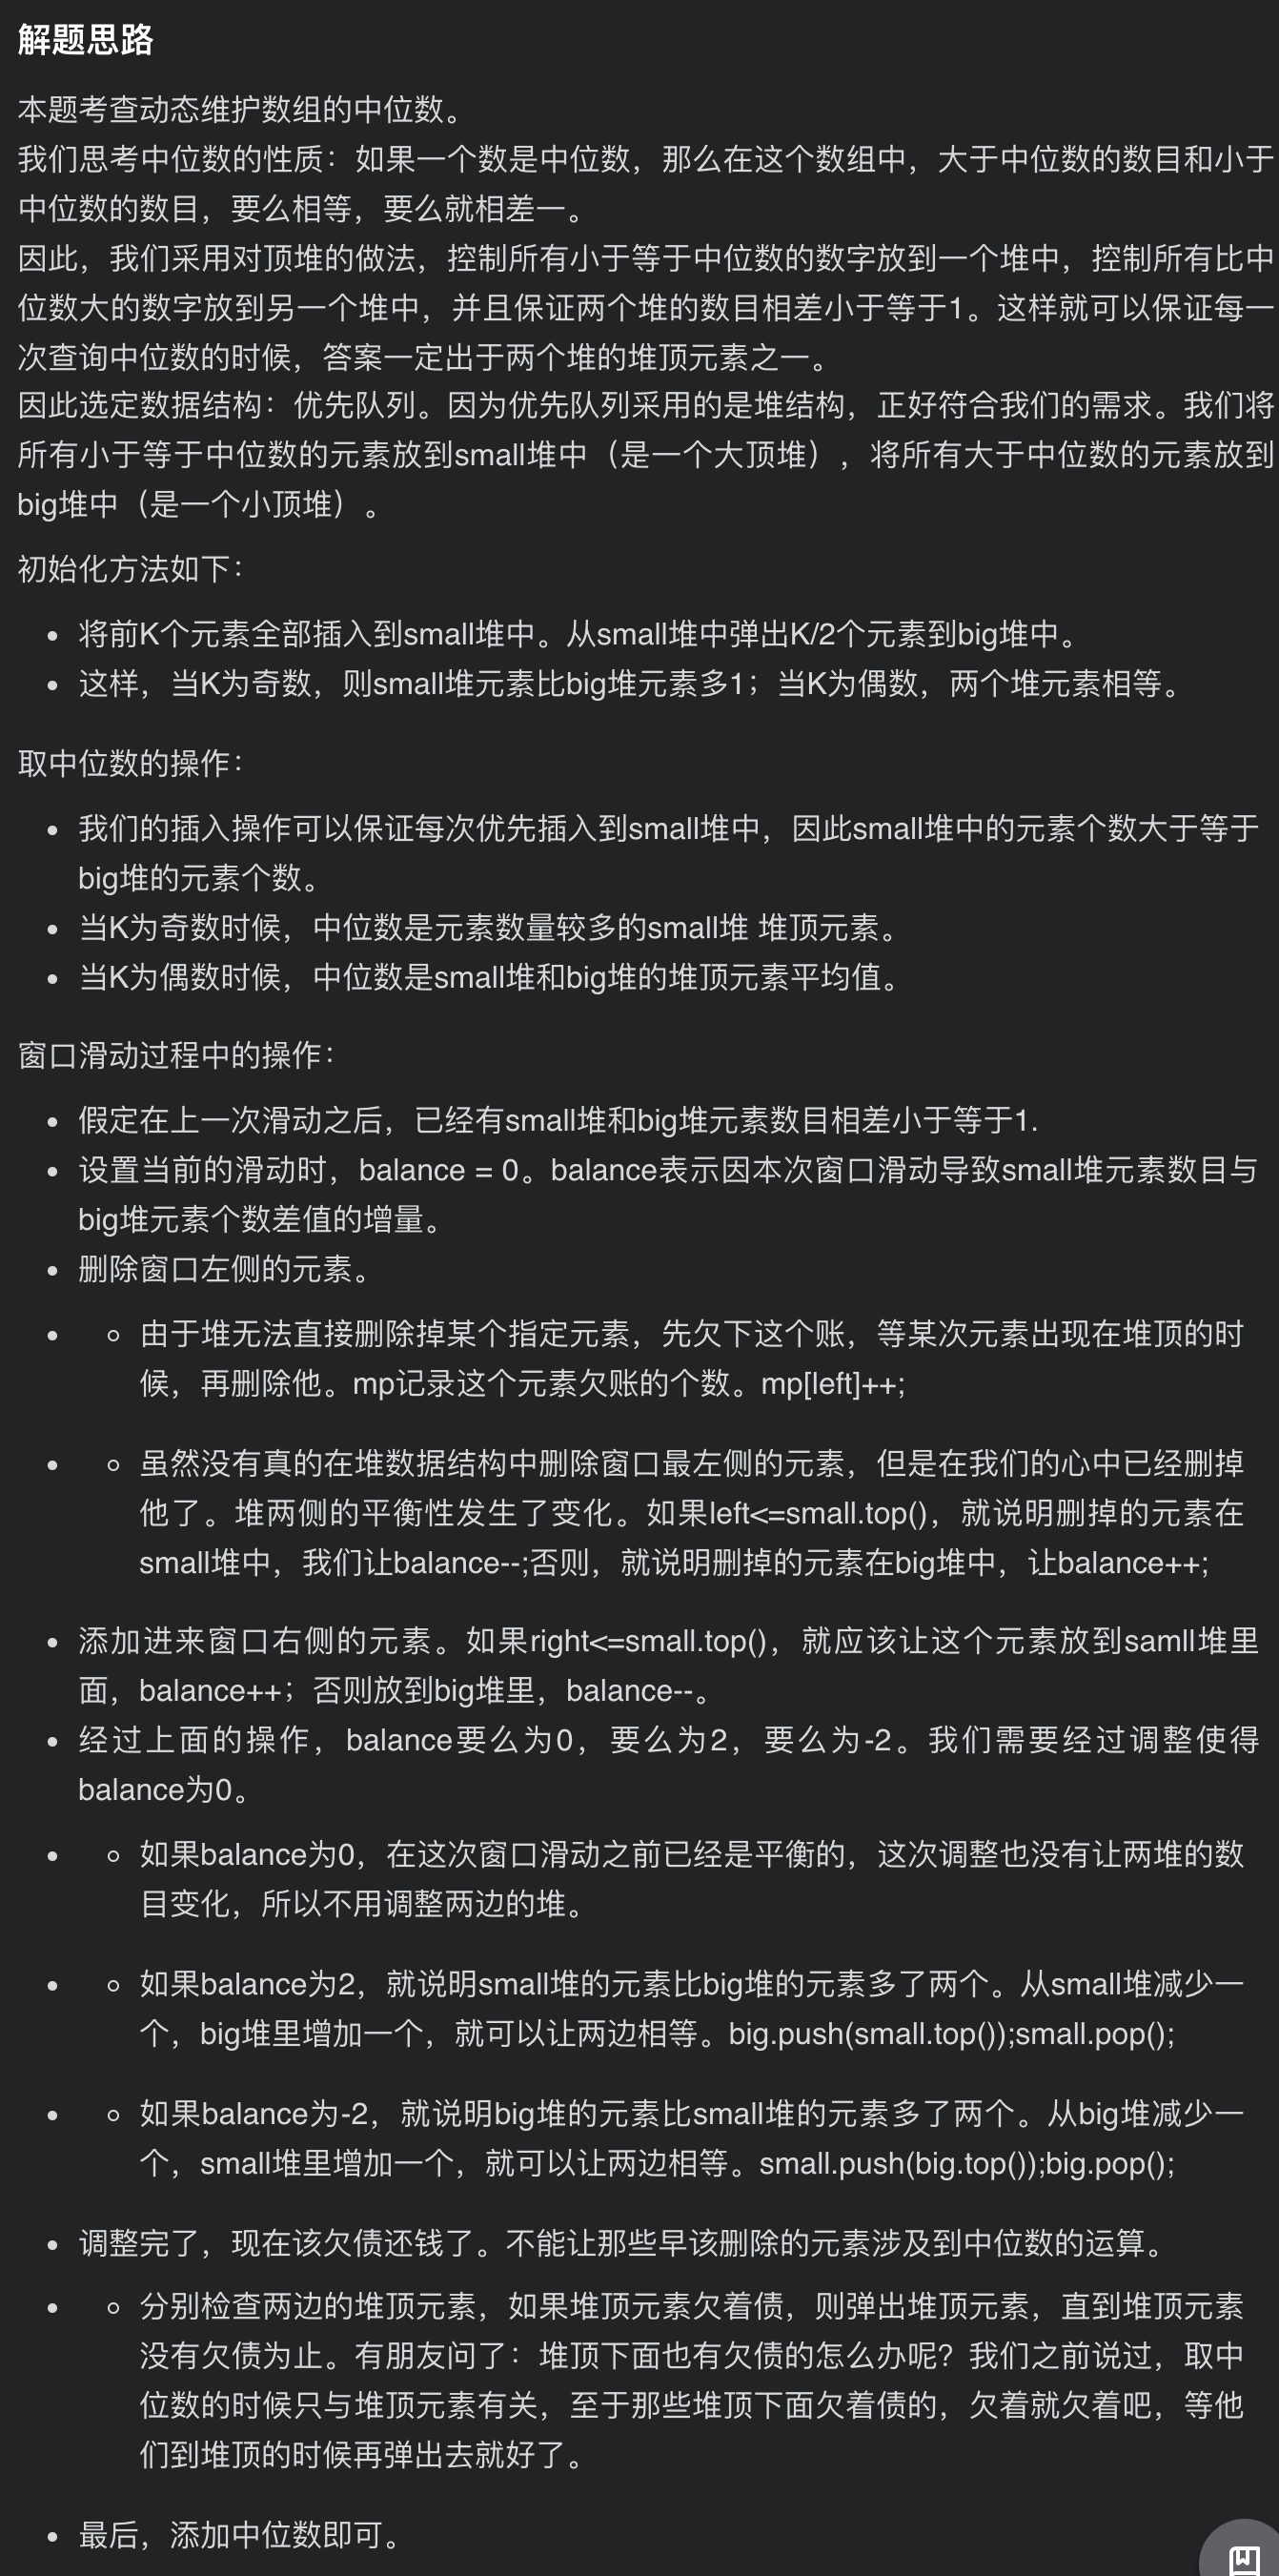 解题思路
本题考查动态维护数组的中位数。
我们思考中位数的性质：如果一个数是中位数，那么在这个数组中，大于中位数的数目和小于
中位数的数目，要么相等，要么就相差一。
因此，我们采用对顶堆的做法，控制所有小于等于中位数的数字放到一个堆中，控制所有比中
位数大的数字放到另一个堆中，并且保证两个堆的数目相差小于等于1。这样就可以保证每一
次查询中位数的时候，答案一定出于两个堆的堆顶元素之一。
因此选定数据结构：优先队列。因为优先队列采用的是堆结构，正好符合我们的需求。我们将
所有小于等于中位数的元素放到small堆中（是一个大顶堆），将所有大于中位数的元素放到
big堆中（是一个小顶堆）。
初始化方法如下：
• 将前K个元素全部插入到small堆中。从small堆中弹出K/2个元素到big堆中。
• 这样，当K为奇数，则small堆元素比big堆元素多1；当K为偶数，两个堆元素相等。
取中位数的操作：
• 我们的插入操作可以保证每次优先插入到small堆中，因此small堆中的元素个数大于等于
big堆的元素个数。
• 当K为奇数时候，中位数是元素数量较多的small堆 堆顶元素。
• 当K为偶数时候，中位数是small堆和big堆的堆顶元素平均值。
窗口滑动过程中的操作：
• 假定在上一次滑动之后，已经有small堆和big堆元素数目相差小于等于1.
• 设置当前的滑动时，balance = 0。balance表示因本次窗口滑动导致small堆元素数目与
big堆元素个数差值的增量。
• 删除窗口左侧的元素。
• ◦ 由于堆无法直接删除掉某个指定元素，先欠下这个账，等某次元素出现在堆顶的时
候，再删除他。mp记录这个元素欠账的个数。mp[left]++;
• ◦ 虽然没有真的在堆数据结构中删除窗口最左侧的元素，但是在我们的心中已经删掉
他了。堆两侧的平衡性发生了变化。如果left<=small.top()，就说明删掉的元素在
small堆中，我们让balance--;否则，就说明删掉的元素在big堆中，让balance++;
• 添加进来窗口右侧的元素。如果right<=small.top()，就应该让这个元素放到samll堆里
面，balance++；否则放到big堆里，balance--。
• 经过上面的操作，balance要么为0，要么为2，要么为-2。我们需要经过调整使得
balance为0。
• ◦ 如果balance为0，在这次窗口滑动之前已经是平衡的，这次调整也没有让两堆的数
目变化，所以不用调整两边的堆。
• ◦ 如果balance为2，就说明small堆的元素比big堆的元素多了两个。从small堆减少一
个，big堆里增加一个，就可以让两边相等。big.push(small.top());small.pop();
• ◦ 如果balance为-2，就说明big堆的元素比small堆的元素多了两个。从big堆减少一
个，small堆里增加一个，就可以让两边相等。small.push(big.top());big.pop();
• 调整完了，现在该欠债还钱了。不能让那些早该删除的元素涉及到中位数的运算。
• ◦ 分别检查两边的堆顶元素，如果堆顶元素欠着债，则弹出堆顶元素，直到堆顶元素
没有欠债为止。有朋友问了：堆顶下面也有欠债的怎么办呢？我们之前说过，取中
位数的时候只与堆顶元素有关，至于那些堆顶下面欠着债的，欠着就欠着吧，等他
们到堆顶的时候再弹出去就好了。
• 最后，添加中位数即可。